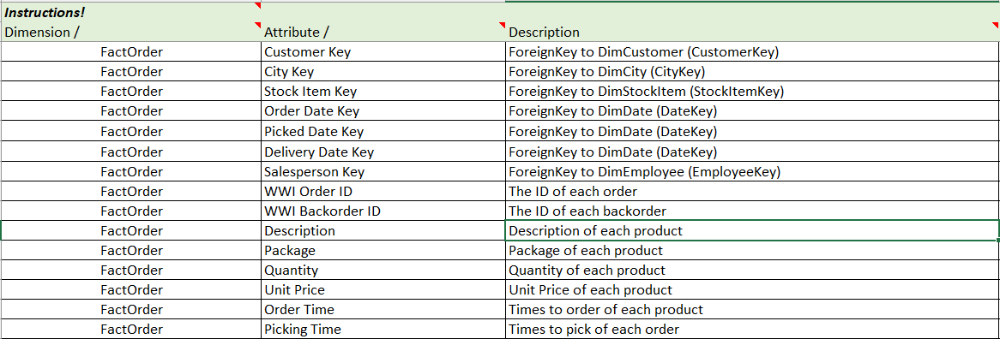 Instructions!
Dimension / Attribute / Description
FactOrder Customer Key ForeignKey to DimCustomer (CustomerKey)
FactOrder City Key ForeignKey to DimCity (CityKey)
FactOrder Stock Item Key ForeignKey to DimStockItem (StockItemKey)
FactOrder Order Date Key ForeignKey to DimDate (DateKey)
FactOrder Picked Date Key ForeignKey to DimDate (DateKey)
FactOrder Delivery Date Key ForeignKey to DimDate (DateKey)
FactOrder Salesperson Key ForeignKey to DimEmployee (EmployeeKey)
FactOrder WWI Order ID The ID of each order
FactOrder WWI Backorder ID The ID of each backorder
FactOrder Description Description of each product
FactOrder Package Package of each product
FactOrder Quantity Quantity of each product
FactOrder Unit Price Unit Price of each product
FactOrder Order Time Times to order of each product
FactOrder Picking Time Times to pick of each order